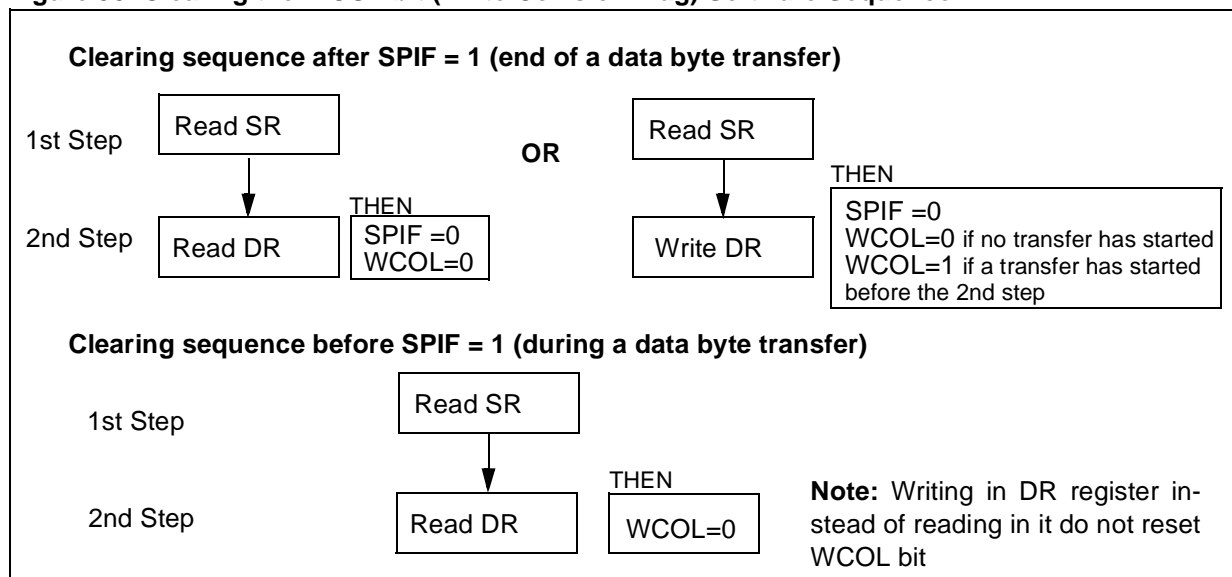 Clearing sequence after SPIF = 1 (end of a data byte transfer)
1st Step
Read SR
OR
Read SR
THEN
2nd Step
Read DR
THEN
SPIF =0
WCOL=0
Write DR
SPIF =0
WCOL=0 if no transfer has started
WCOL=1 if a transfer has started
before the 2nd step
Clearing sequence before SPIF = 1 (during a data byte transfer)
1st Step
Read SR
2nd Step
Read DR
THEN
WCOL=0
Note: Writing in DR register in-
stead of reading in it do not reset
WCOL bit